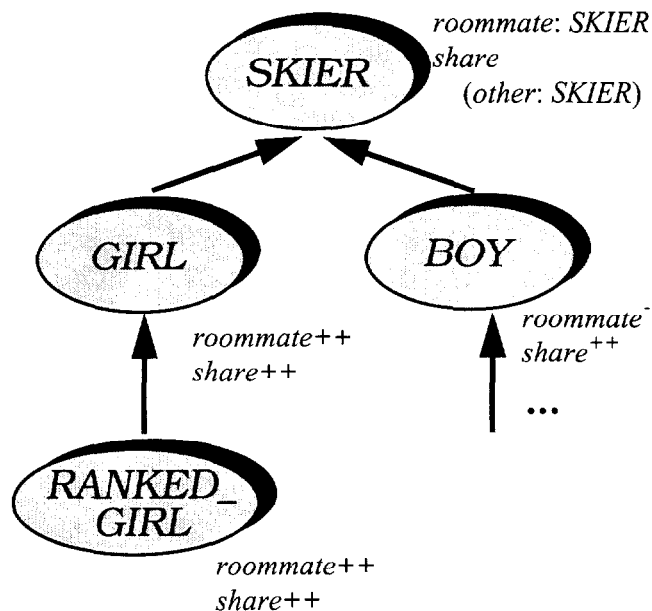 SKIER
roommate: SKIER
share
(other: SKIER)
GIRL
BOY
roommate++
share++
roommate
share++
...
RANKED_
GIRL
roommate++
share++